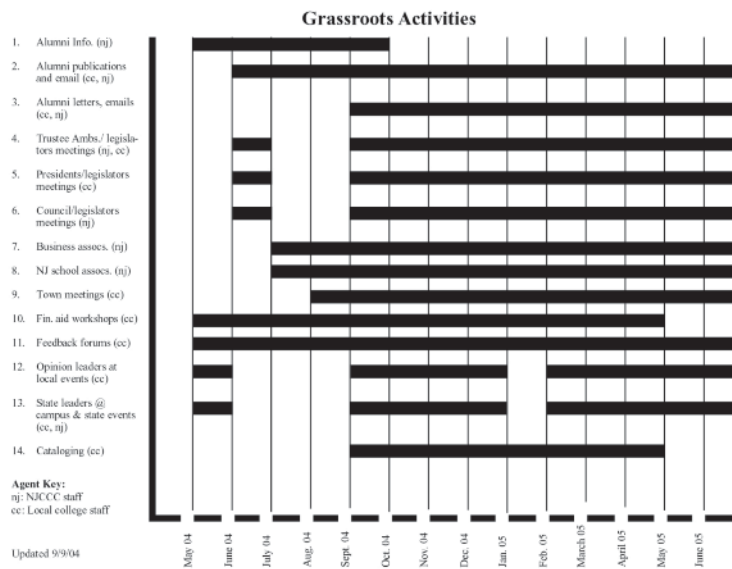 Grassroots Activities
1. Alumni Info. (nj)
2. Alumni publications
and email (cc, nj)
3. Alumni letters, emails
(cc, nj)
4. Trustee Ambs./ legisla-
tors meetings (nj, cc)
5. Presidents/legislators
meetings (cc)
6. Council/legislators
meetings (nj)
7. Business assocs. (nj)
8. NJ school assocs. (nj)
9. Town meetings (cc)
10. Fin. aid workshops (cc)
11. Feedback forums (cc)
12. Opinion leaders at
local events (cc)
13. State leaders @
campus & state events
(cc, nj)
14. Cataloging (cc)
Agent Key:
nj: NJCCC staff
cc: Local college staff
Updated 9/9/04
May 04
June 04
July 04
Aug. 04
Sept. 04
Oct. 04
Nov. 04
Dec. 04
Jan. 05
Feb. 05
March 05
April 05
May 05
June 05